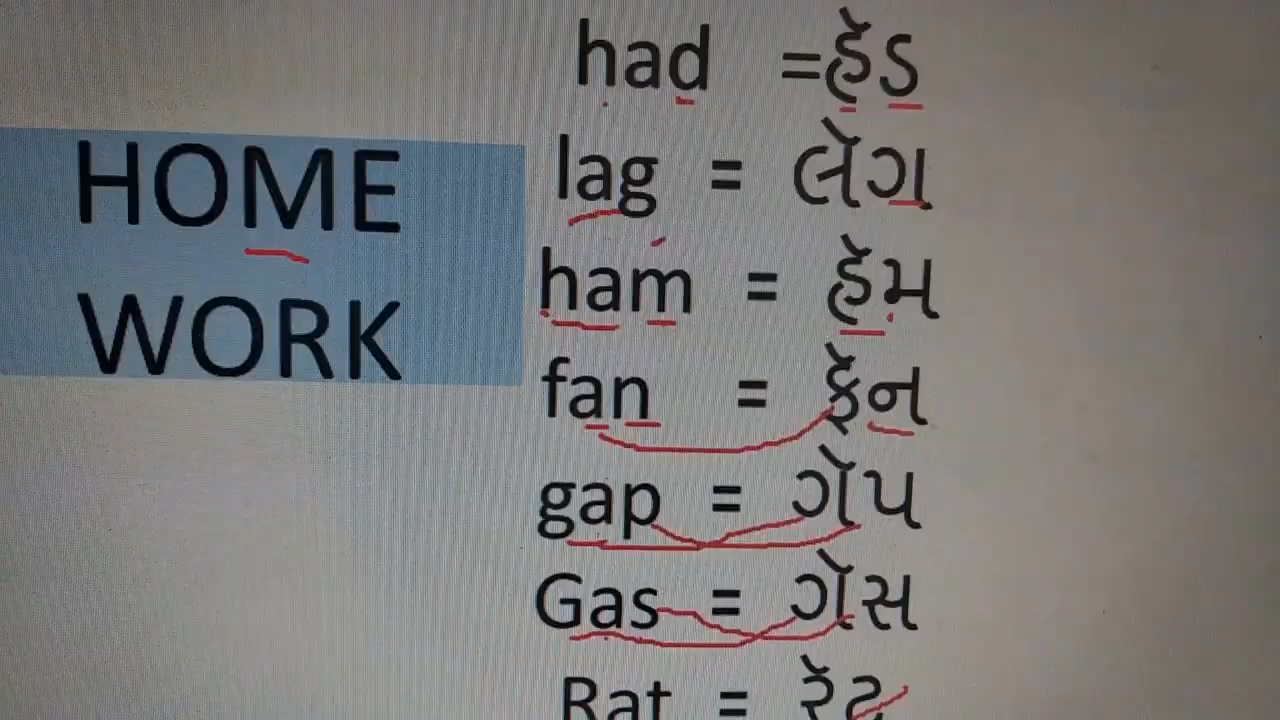 HOME
WORK
had =હૅડ
lag = લૅગ
ham = હૅમ
fan = ફૅન
gap = ગૅપ
Gas = ગૅસ
Rat = રૅટ